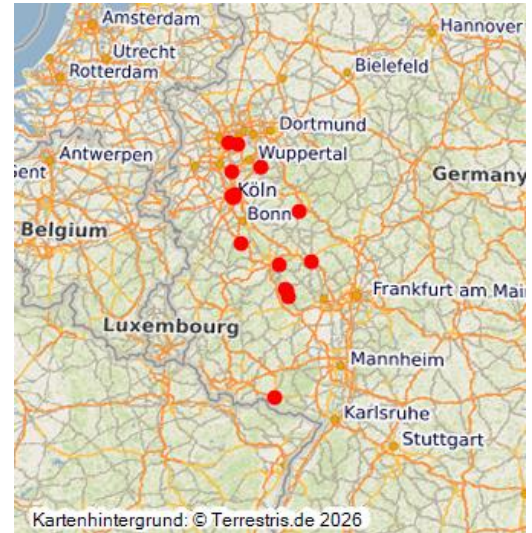 Amsterdam
Hannover
Utrecht
Bielefeld
Rotterdam
Dortmund
Antwerpen
Wuppertal
Gent
Köln
Germany
Bonn
Belgium
Frankfurt am Main
Luxembourg
Mannheim
Karlsruhe
Stuttgart
Kartenhintergrund: © Terrestris.de 2026